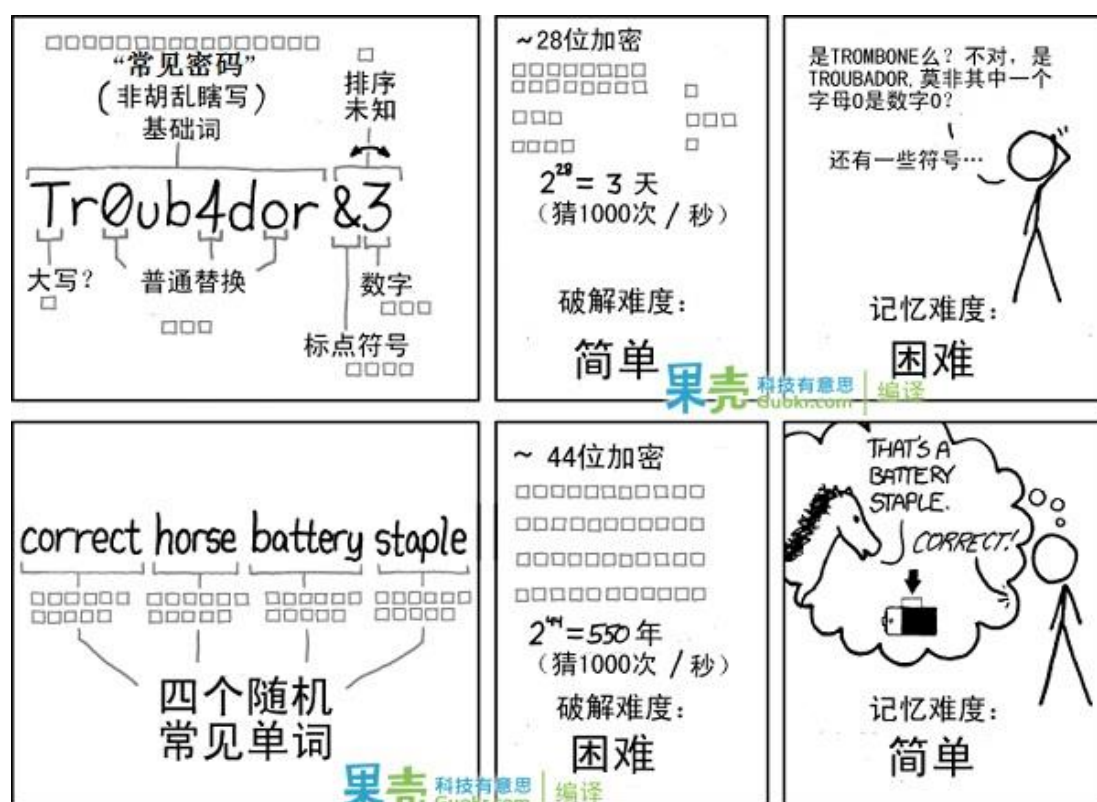 “常见密码”
(非胡乱瞎写)
基础词
排序
未知
Tr0ub4dor &3
大写?
普通替换
数字
标点符号
~28位加密
2^28 = 3 天
(猜1000次 / 秒)
破解难度:
简单
是TROMBONE么? 不对, 是
TROUBADOR, 莫非其中一个
字母O是数字0?
还有一些符号…
记忆难度:
困难
果壳 科技有意思
Guokr.com
编译
correct horse battery staple
四个随机
常见单词
~ 44位加密
2^44 = 550 年
(猜1000次 / 秒)
破解难度:
困难
THAT'S A
BATTERY
STAPLE.
CORRECT!
记忆难度:
简单
果壳 科技有意思
Guokr.com
编译